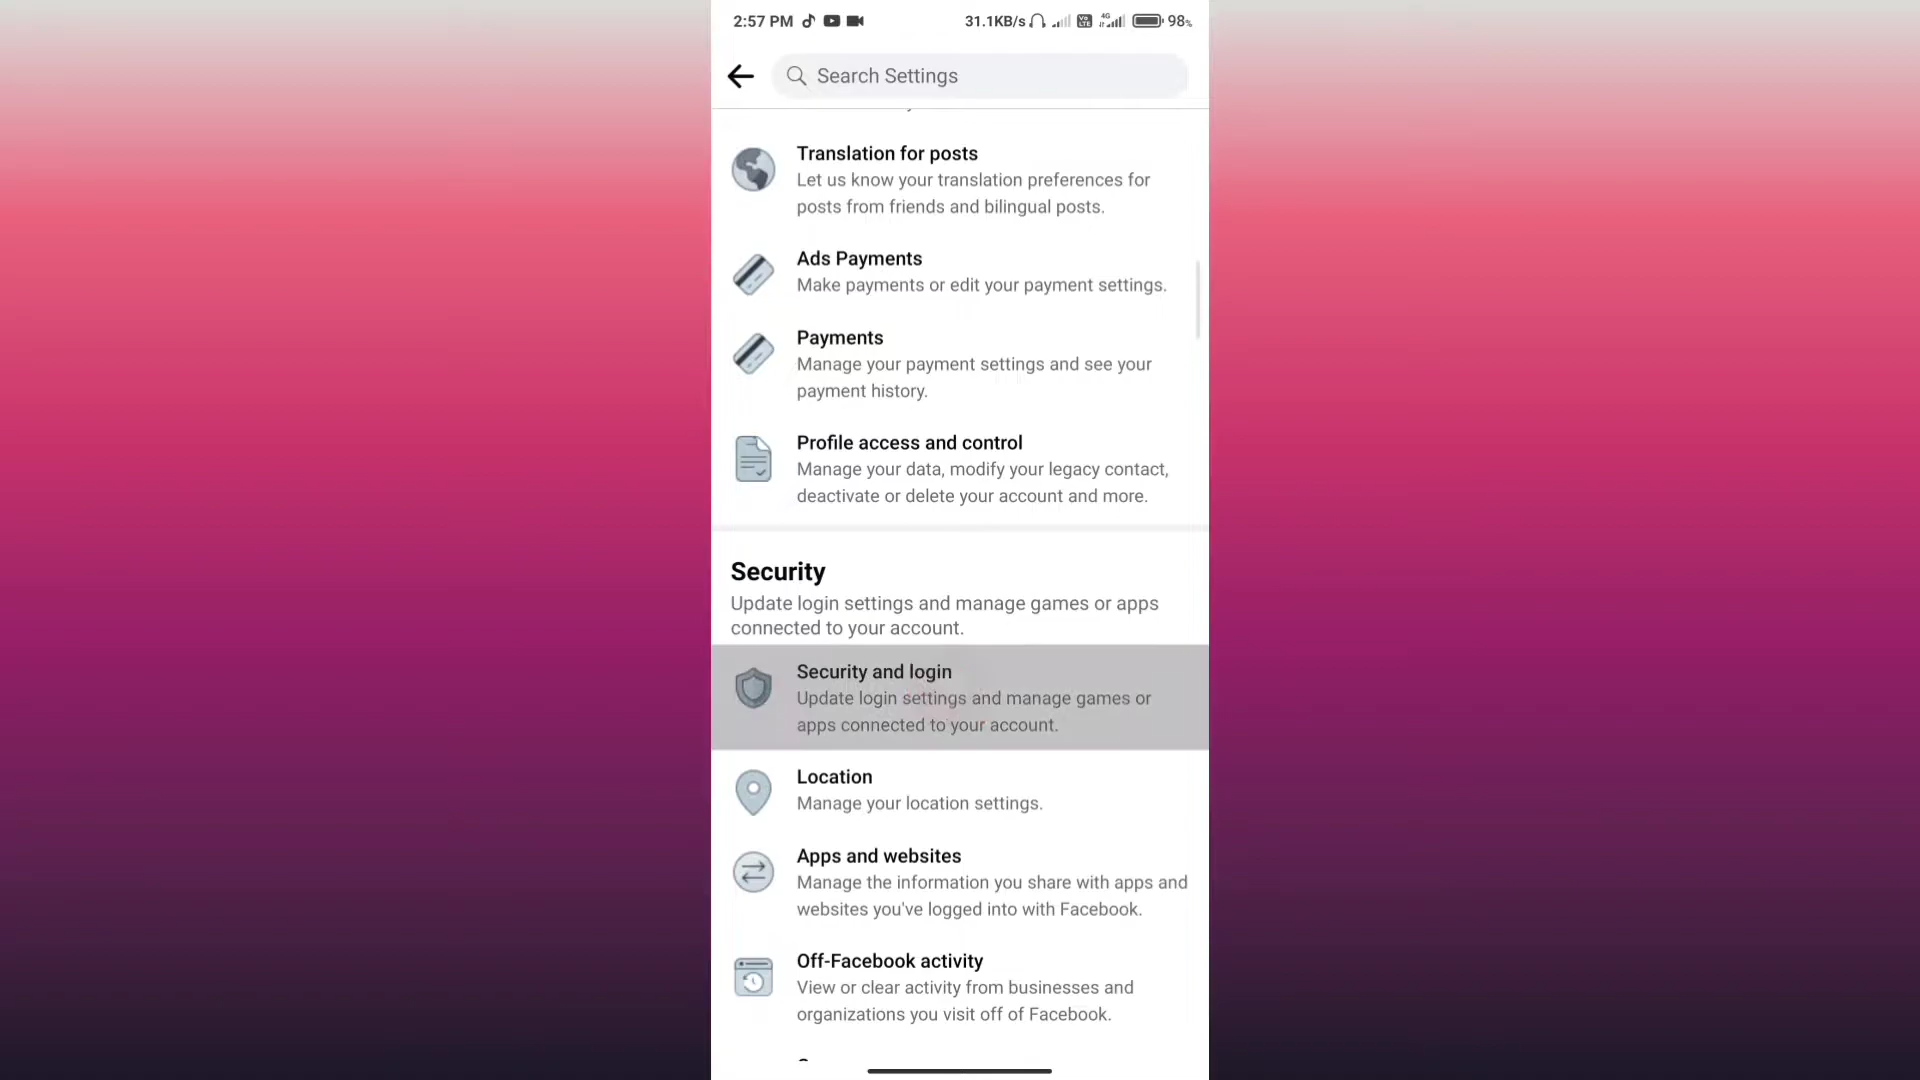 2:57 PM 31.1KB/s Vo LTE 4G 98%
Search Settings
Translation for posts
Let us know your translation preferences for
posts from friends and bilingual posts.
Ads Payments
Make payments or edit your payment settings.
Payments
Manage your payment settings and see your
payment history.
Profile access and control
Manage your data, modify your legacy contact,
deactivate or delete your account and more.
Security
Update login settings and manage games or apps
connected to your account.
Security and login
Update login settings and manage games or
apps connected to your account.
Location
Manage your location settings.
Apps and websites
Manage the information you share with apps and
websites you've logged into with Facebook.
Off-Facebook activity
View or clear activity from businesses and
organizations you visit off of Facebook.